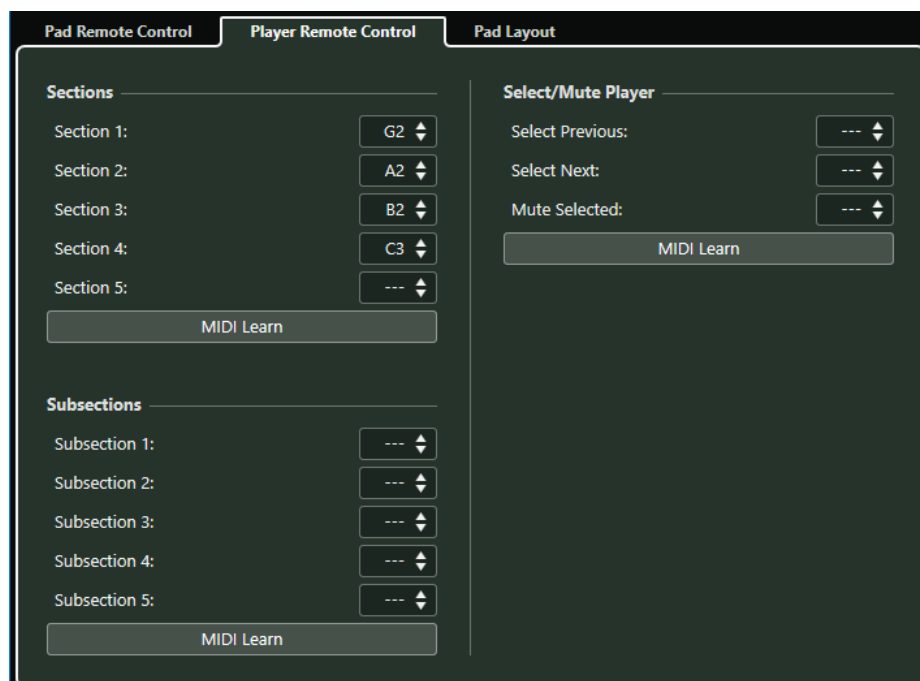 Pad Remote Control
Player Remote Control
Pad Layout
Sections
Section 1: G2
Section 2: A2
Section 3: B2
Section 4: C3
Section 5: ---
MIDI Learn
Subsections
Subsection 1: ---
Subsection 2: ---
Subsection 3: ---
Subsection 4: ---
Subsection 5: ---
MIDI Learn
Select/Mute Player
Select Previous: ---
Select Next: ---
Mute Selected: ---
MIDI Learn